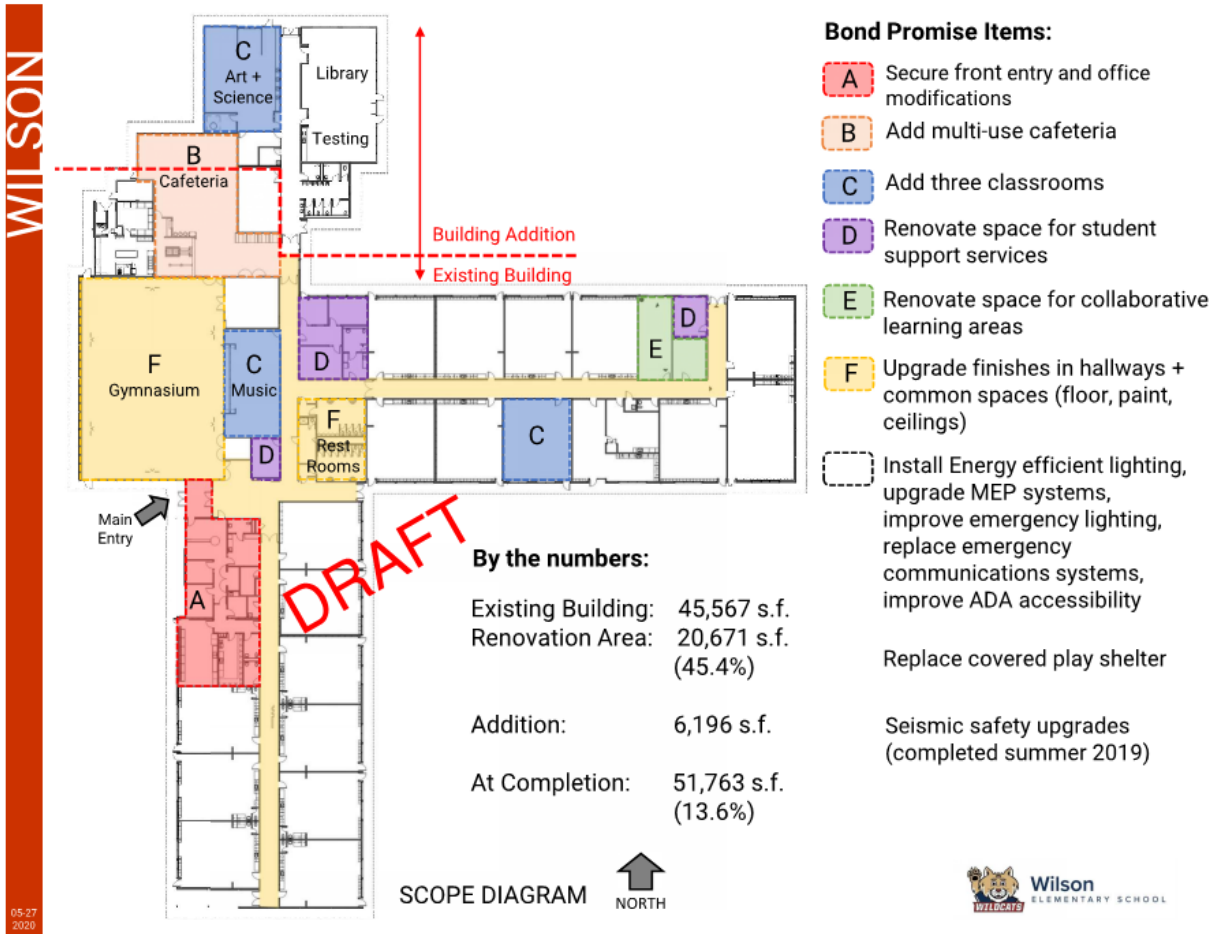 WILSON
05-27
2020
C
Art +
Science
Library
Testing
B
Cafeteria
Building Addition
Existing Building
F
Gymnasium
C
Music
D
D
F
Rest
Rooms
C
E
D
Main
Entry
A
DRAFT
By the numbers:
Existing Building: 45,567 s.f.
Renovation Area: 20,671 s.f.
(45.4%)
Addition: 6,196 s.f.
At Completion: 51,763 s.f.
(13.6%)
SCOPE DIAGRAM
NORTH
Bond Promise Items:
A Secure front entry and office
modifications
B Add multi-use cafeteria
C Add three classrooms
D Renovate space for student
support services
E Renovate space for collaborative
learning areas
F Upgrade finishes in hallways +
common spaces (floor, paint,
ceilings)
Install Energy efficient lighting,
upgrade MEP systems,
improve emergency lighting,
replace emergency
communications systems,
improve ADA accessibility
Replace covered play shelter
Seismic safety upgrades
(completed summer 2019)
WILDCATS
Wilson
ELEMENTARY SCHOOL